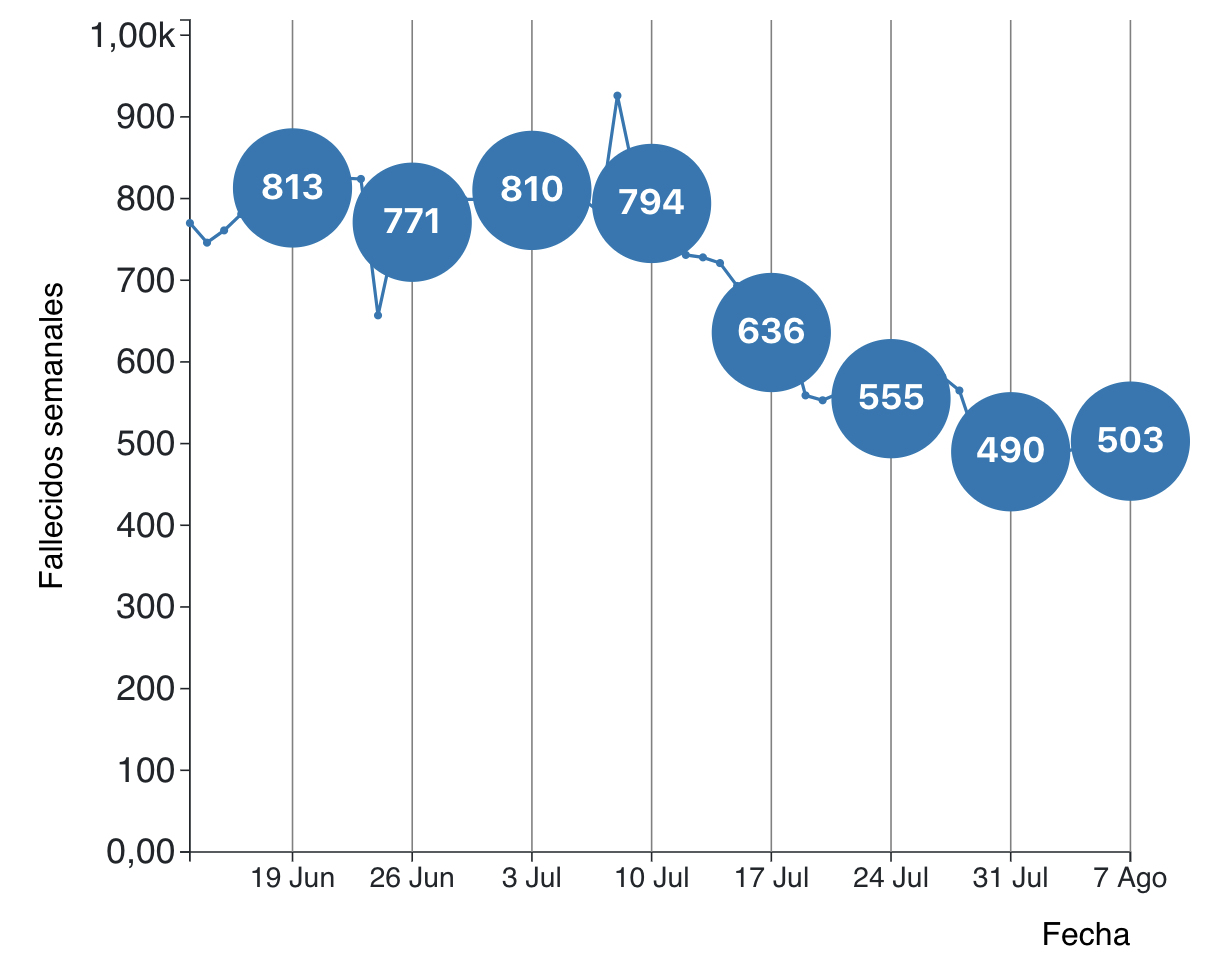 1,00k
900
800
700
600
500
400
300
200
100
0,00
Fallecidos semanales
813
771
810
794
636
555
490
503
19 Jun
26 Jun
3 Jul
10 Jul
17 Jul
24 Jul
31 Jul
7 Ago
Fecha